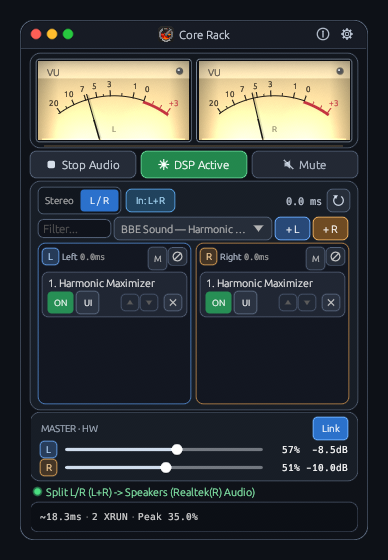 Core Rack
VU VU
20 10 7 5 3 1 0 +3 20 10 7 5 3 1 0 +3
L R
Stop Audio DSP Active Mute
Stereo L / R In: L+R 0.0 ms
Filter... BBE Sound — Harmonic ... + L + R
L Left 0.0ms M R Right 0.0ms M
1. Harmonic Maximizer 1. Harmonic Maximizer
ON UI ON UI
MASTER · HW Link
L 57% -8.5dB
R 51% -10.0dB
Split L/R (L+R) -> Speakers (Realtek(R) Audio)
~18.3ms · 2 XRUN · Peak 35.0%